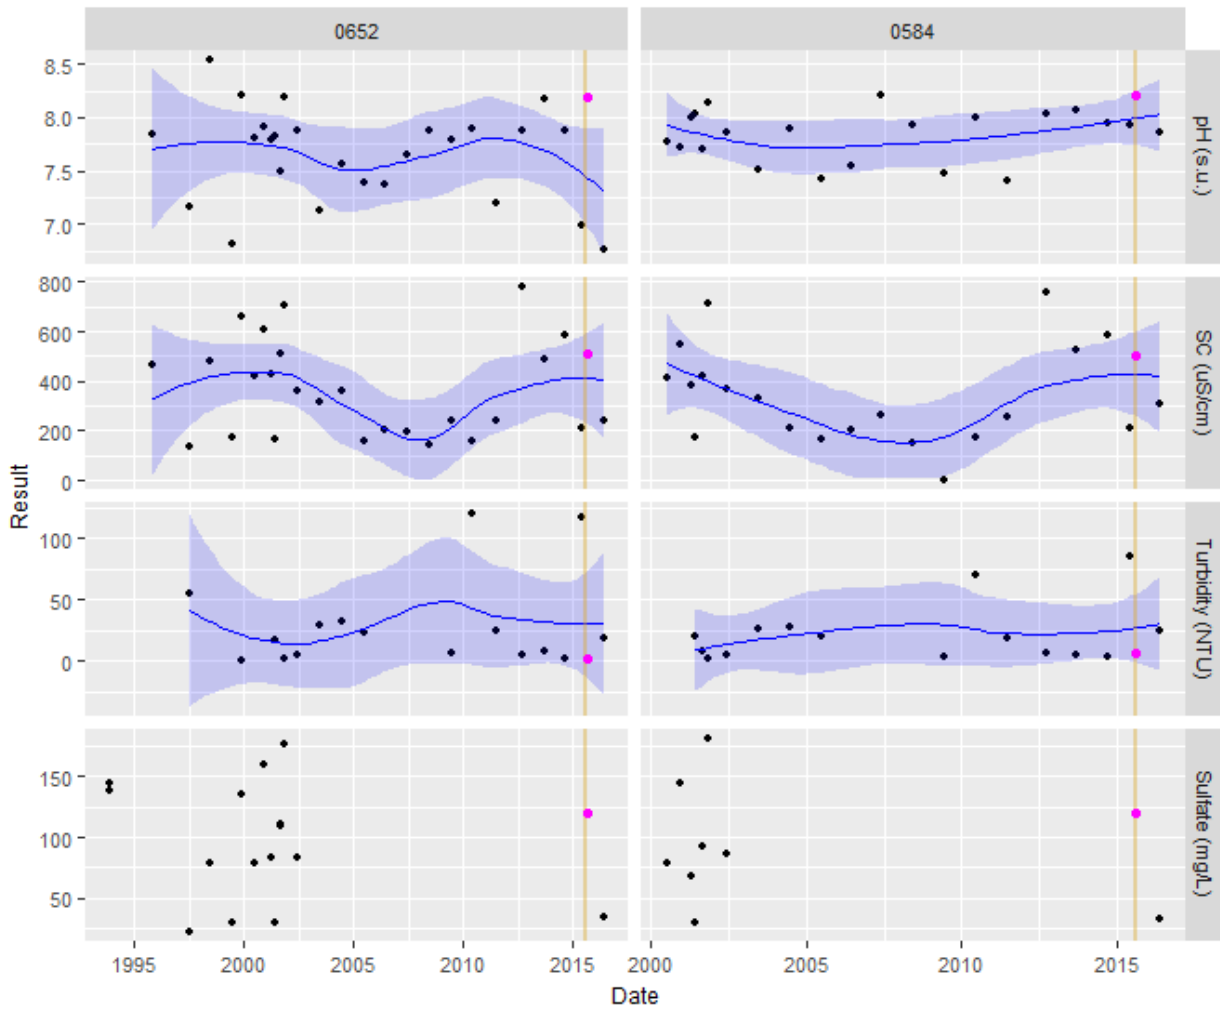 0652 0584
8.5
8.0
7.5
7.0
pH (s.u.)
800
600
400
200
0
SC (uS/cm)
Result
100
50
0
Turbidity (NTU)
150
100
50
Sulfate (mg/L)
1995 2000 2005 2010 2015 2000 2005 2010 2015
Date